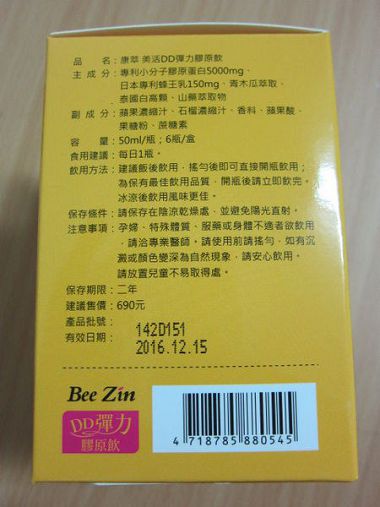 品　　名：康萃 美活DD彈力膠原飲
主 成 分：專利小分子膠原蛋白5000mg、
日本專利蜂王乳150mg、青木瓜萃取、
泰國白高顆、山藥萃取物
副 成 分：蘋果濃縮汁、石榴濃縮汁、香料、蘋果酸、
果糖粉、蔗糖素
容　　量：50ml/瓶；6瓶/盒
食用建議：每日1瓶。
飲用方法：建議飯後飲用，搖勻後即可直接開瓶飲用；
為保有最佳飲用品質，開瓶後請立即飲完。
冰涼後飲用風味更佳。
保存條件：請保存在陰涼乾燥處，並避免陽光直射。
注意事項：孕婦、特殊體質、服藥或身體不適者欲飲用
，請洽專業醫師。請使用前請搖勻，如有沉
澱或顏色變深為自然現象，請安心飲用。
請放置兒童不易取得處。
保存期限：二年
建議售價：690元
產品批號：142D151
有效日期：2016.12.15
Bee Zin
DD彈力
膠原飲
4 718785 880545